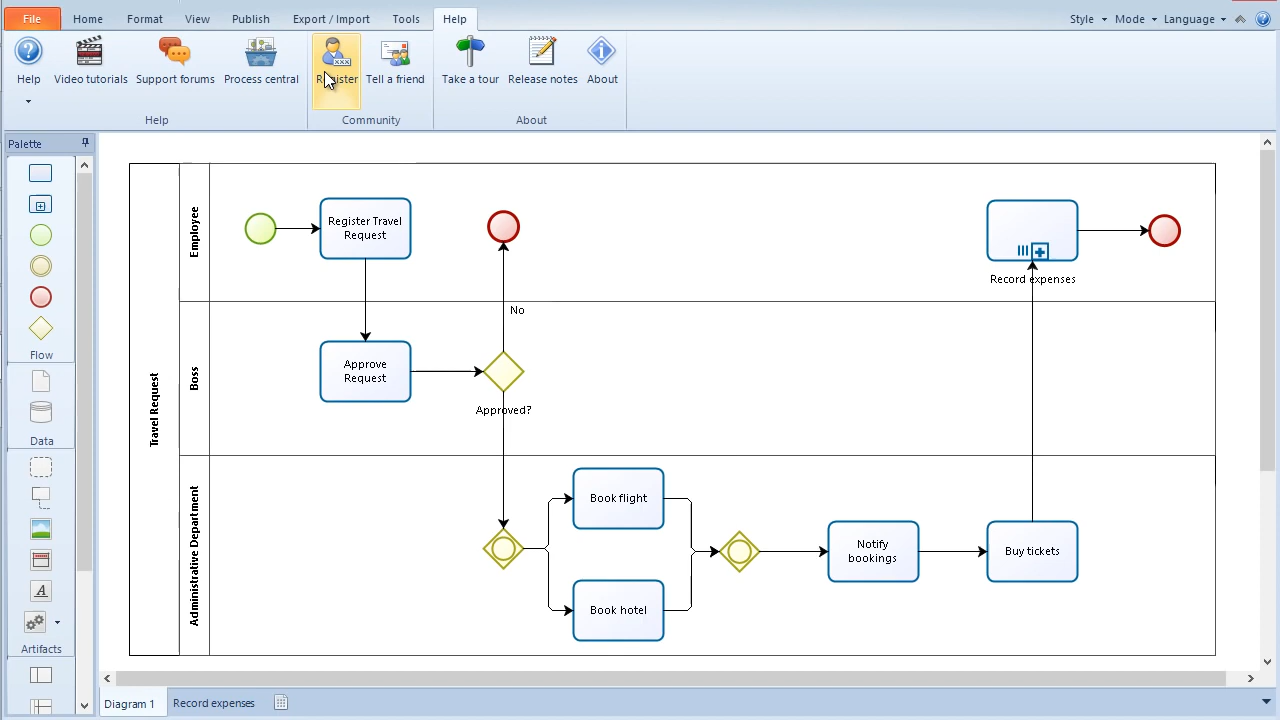 File Home Format View Publish Export / Import Tools Help Style Mode Language
Help Video tutorials Support forums Process central Register Tell a friend Take a tour Release notes About
Help Community About
Palette
Flow
Data
A
Artifacts
Travel Request
Employee
Register Travel
Request
Record expenses
No
Boss
Approve
Request
Approved?
Administrative Department
Book flight
Book hotel
Notify
bookings
Buy tickets
Diagram 1 Record expenses